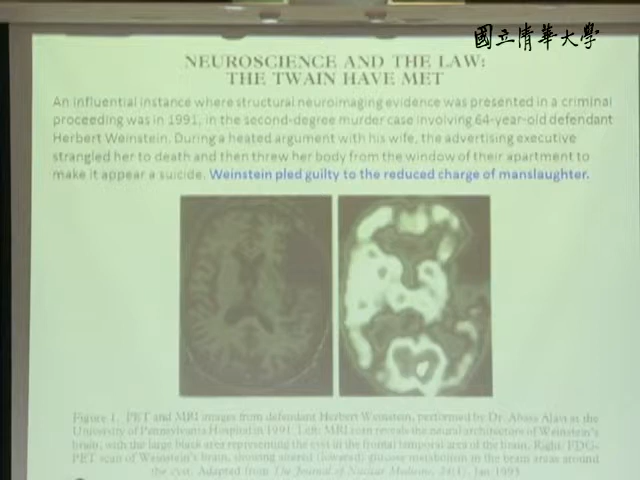 國立清華大學
NEUROSCIENCE AND THE LAW:
THE TWAIN HAVE MET
An influential instance where structural neuroimaging evidence was presented in a criminal
proceeding was in 1991, in the second-degree murder case involving 64-year-old defendant
Herbert Weinstein. During a heated argument with his wife, the advertising executive
strangled her to death and then threw her body from the window of their apartment to
make it appear a suicide. Weinstein pled guilty to the reduced charge of manslaughter.
Figure 1. PET and MRI images from defendant Herbert Weinstein, performed by Dr. Abass Alavi at the
University of Pennsylvania Hospital in 1991. Left: MRI scan reveals the neural architecture of Weinstein's
brain, with the large black area representing the cyst in the frontal temporal area of the brain. Right: FDG-
PET scan of Weinstein's brain, showing altered (lowered) glucose metabolism in the brain areas around
the cyst. Adapted from The Journal of Nuclear Medicine, Jan 1993